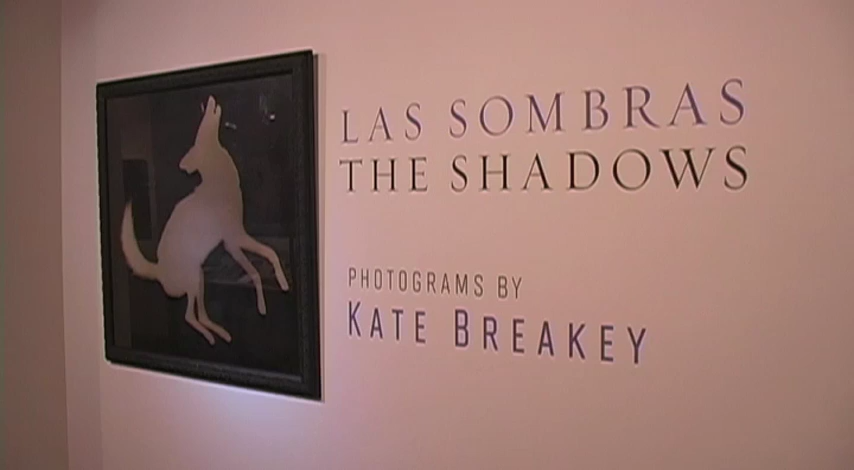 LAS SOMBRAS
THE SHADOWS
PHOTOGRAMS BY
KATE BREAKEY